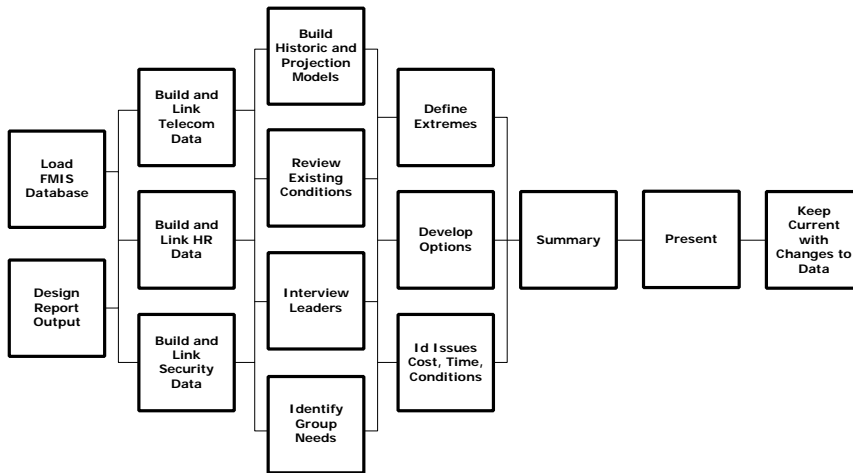 Load
FMIS
Database
Design
Report
Output
Build and
Link
Telecom
Data
Build and
Link HR
Data
Build and
Link
Security
Data
Build
Historic and
Projection
Models
Review
Existing
Conditions
Interview
Leaders
Identify
Group
Needs
Define
Extremes
Develop
Options
Id Issues
Cost, Time,
Conditions
Summary
Present
Keep
Current
with
Changes to
Data